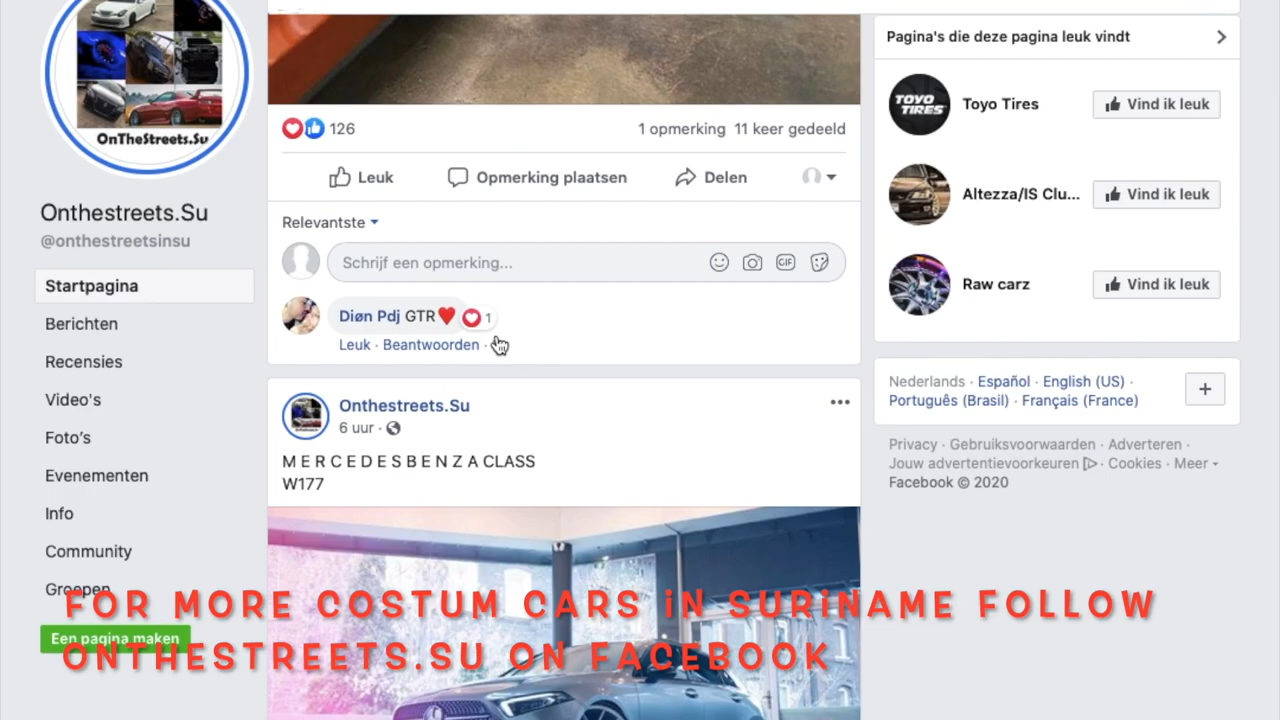 OnTheStreets.Su
Onthestreets.Su
@onthestreetsinsu
Startpagina
Berichten
Recensies
Video's
Foto's
Evenementen
Info
Community
Groepen
Een pagina maken
126
1 opmerking 11 keer gedeeld
Leuk
Opmerking plaatsen
Delen
Relevantste
Schrijf een opmerking...
GIF
Diøn Pdj GTR❤️ 1
Leuk · Beantwoorden ·
Onthestreets.Su
6 uur ·
M E R C E D E S B E N Z A CLASS
W177
Pagina's die deze pagina leuk vindt
TOYO
TIRES
Toyo Tires
Vind ik leuk
Altezza/IS Clu...
Vind ik leuk
Raw carz
Vind ik leuk
Nederlands · Español · English (US) ·
Português (Brasil) · Français (France)
Privacy · Gebruiksvoorwaarden · Adverteren ·
Jouw advertentievoorkeuren · Cookies · Meer
Facebook © 2020
FOR MORE COSTUM CARS iN SURiNAME FOLLOW
ONTHESTREETS.SU ON FACEBOOK